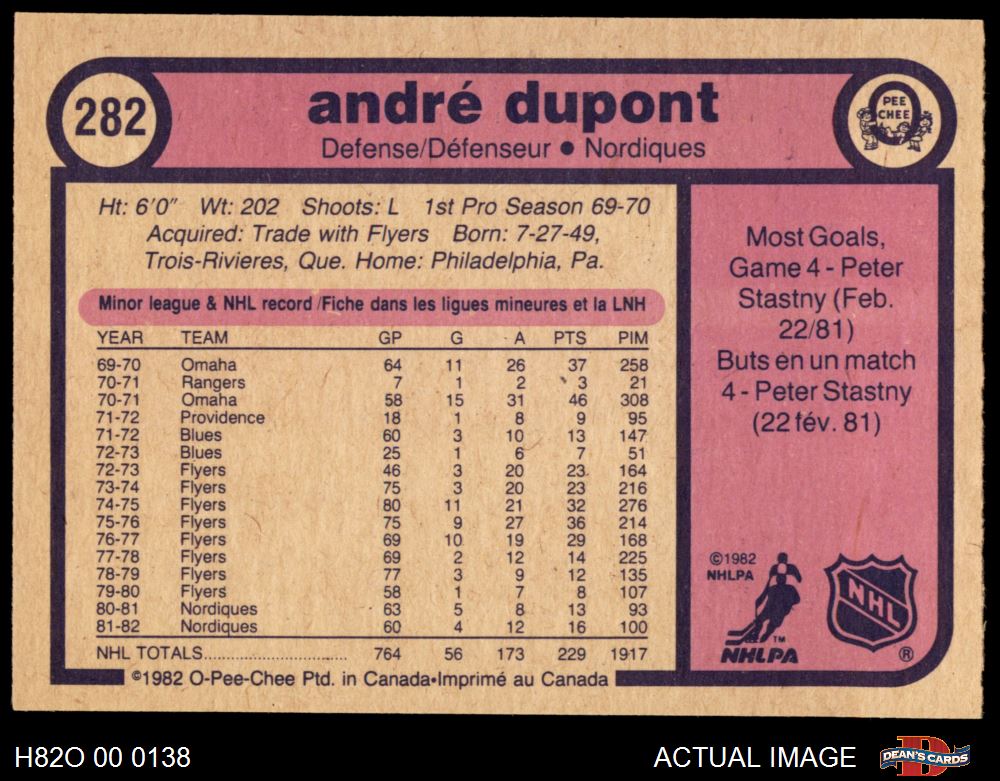 282
andré dupont
Defense/Défenseur • Nordiques
PEE
CHEE
Ht: 6'0" Wt: 202 Shoots: L 1st Pro Season 69-70
Acquired: Trade with Flyers Born: 7-27-49,
Trois-Rivieres, Que. Home: Philadelphia, Pa.
Minor league & NHL record/Fiche dans les ligues mineures et la LNH
YEAR TEAM GP G A PTS PIM
69-70 Omaha 64 11 26 37 258
70-71 Rangers 7 1 2 3 21
70-71 Omaha 58 15 31 46 308
71-72 Providence 18 1 8 9 95
71-72 Blues 60 3 10 13 147
72-73 Blues 25 1 6 7 51
72-73 Flyers 46 3 20 23 164
73-74 Flyers 75 3 20 23 216
74-75 Flyers 80 11 21 32 276
75-76 Flyers 75 9 27 36 214
76-77 Flyers 69 10 19 29 168
77-78 Flyers 69 2 12 14 225
78-79 Flyers 77 3 9 12 135
79-80 Flyers 58 1 7 8 107
80-81 Nordiques 63 5 8 13 93
81-82 Nordiques 60 4 12 16 100
NHL TOTALS........................... 764 56 173 229 1917
©1982 O-Pee-Chee Ptd. in Canada•Imprimé au Canada
Most Goals,
Game 4 - Peter
Stastny (Feb.
22/81)
Buts en un match
4 - Peter Stastny
(22 fév. 81)
©1982
NHLPA
TM
NHLPA
NHL
®
H82O 00 0138
ACTUAL IMAGE
D
DEAN'S CARDS